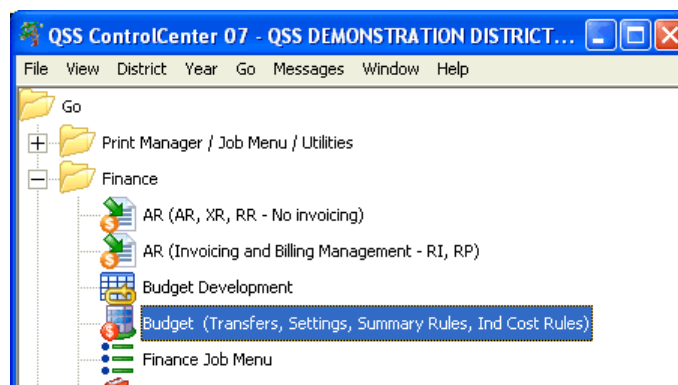 QSS ControlCenter 07 - QSS DEMONSTRATION DISTRICT...
File View District Year Go Messages Window Help
Go
Print Manager / Job Menu / Utilities
Finance
AR (AR, XR, RR - No invoicing)
AR (Invoicing and Billing Management - RI, RP)
Budget Development
Budget (Transfers, Settings, Summary Rules, Ind Cost Rules)
Finance Job Menu